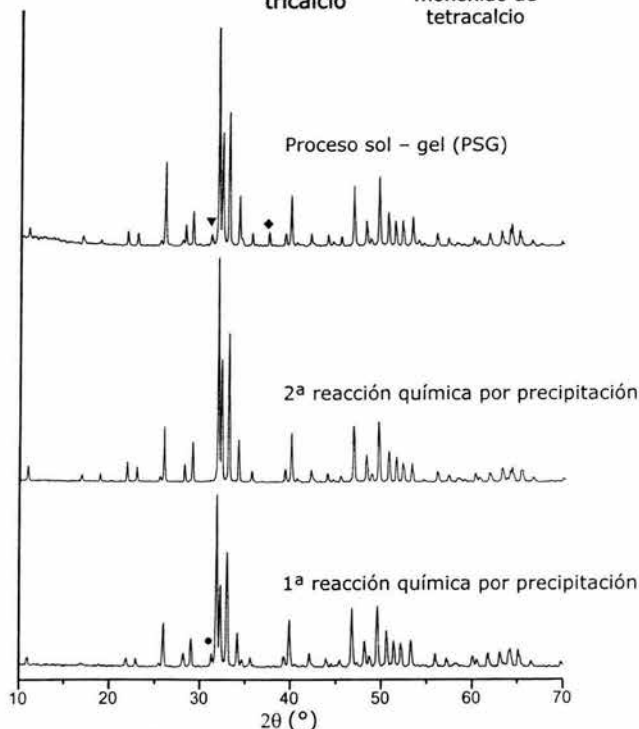 tricalcio
tetracalcio
Proceso sol – gel (PSG)
2ª reacción química por precipitación
1ª reacción química por precipitación
10 20 30 40 50 60 70
2θ (°)